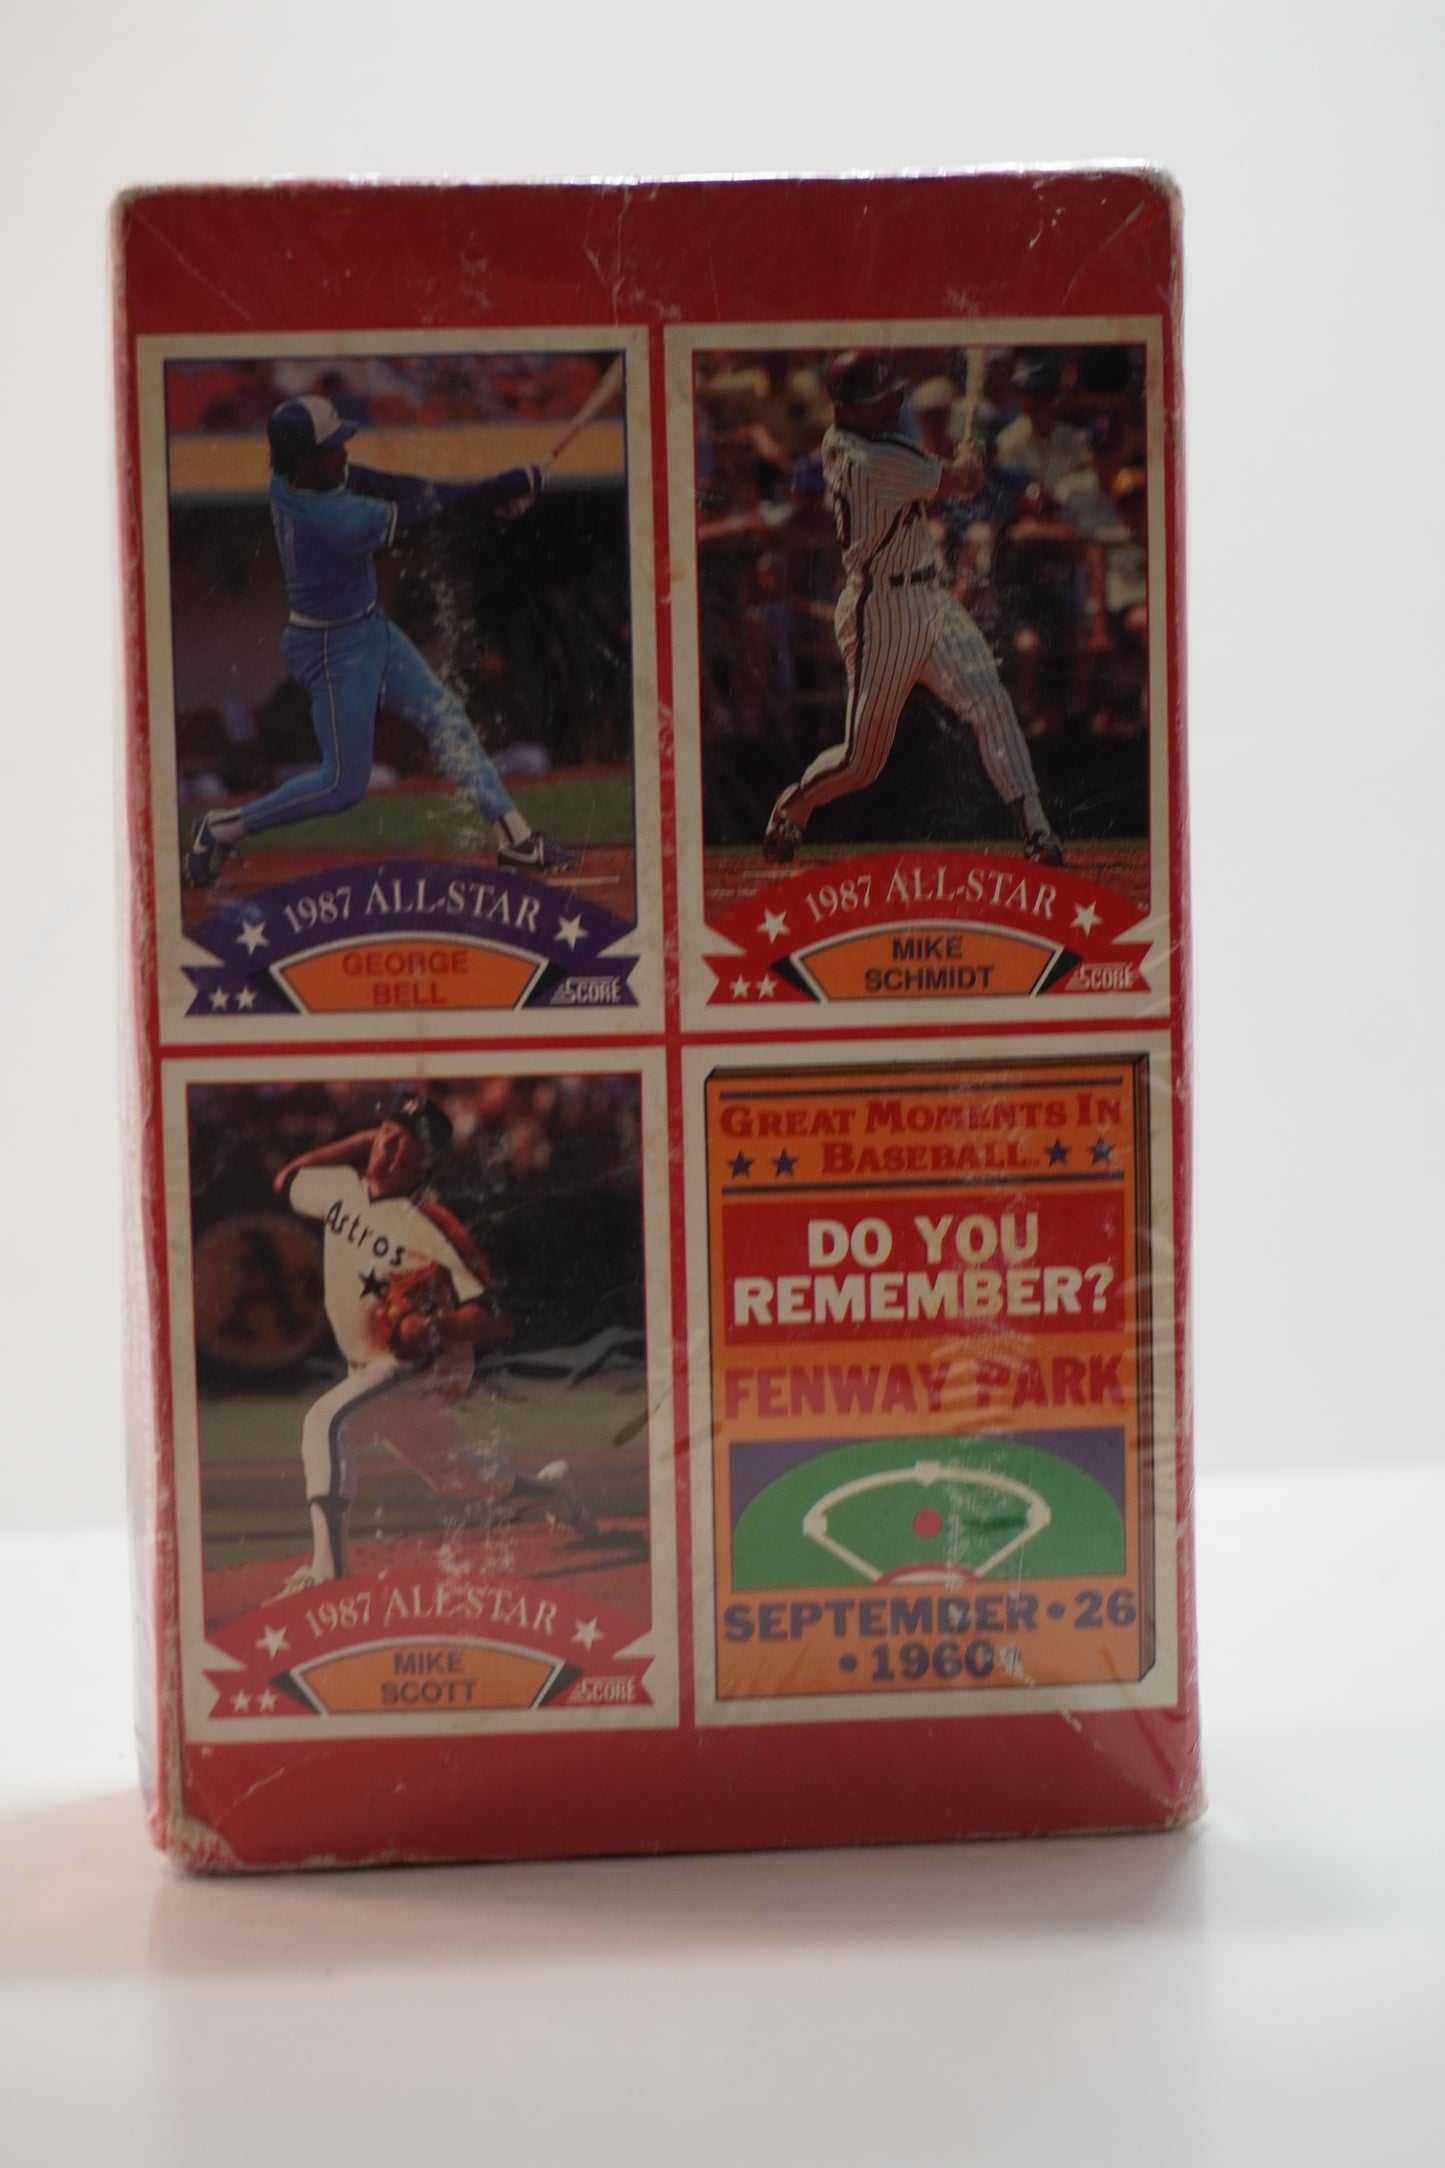 1987 ALL-STAR
GEORGE
BELL
SCORE
1987 ALL-STAR
MIKE
SCHMIDT
SCORE
Astros
1987 ALL-STAR
MIKE
SCOTT
SCORE
GREAT MOMENTS IN
BASEBALL...
DO YOU
REMEMBER?
FENWAY PARK
SEPTEMBER • 26
• 1960 •